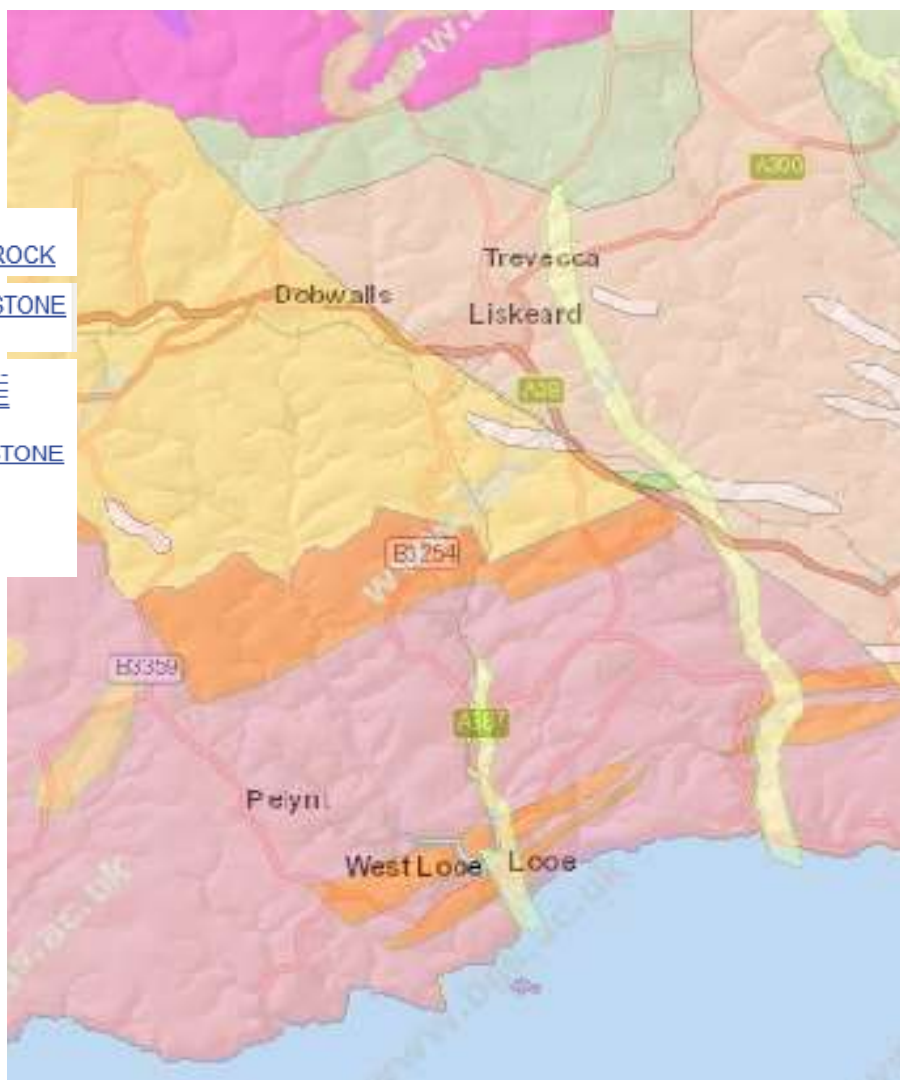 ROCK
STONE
E
STONE
A390
Trevecca
Dobwalls
Liskeard
A38
B3254
B3359
A387
Pelynt
West Looe
Looe